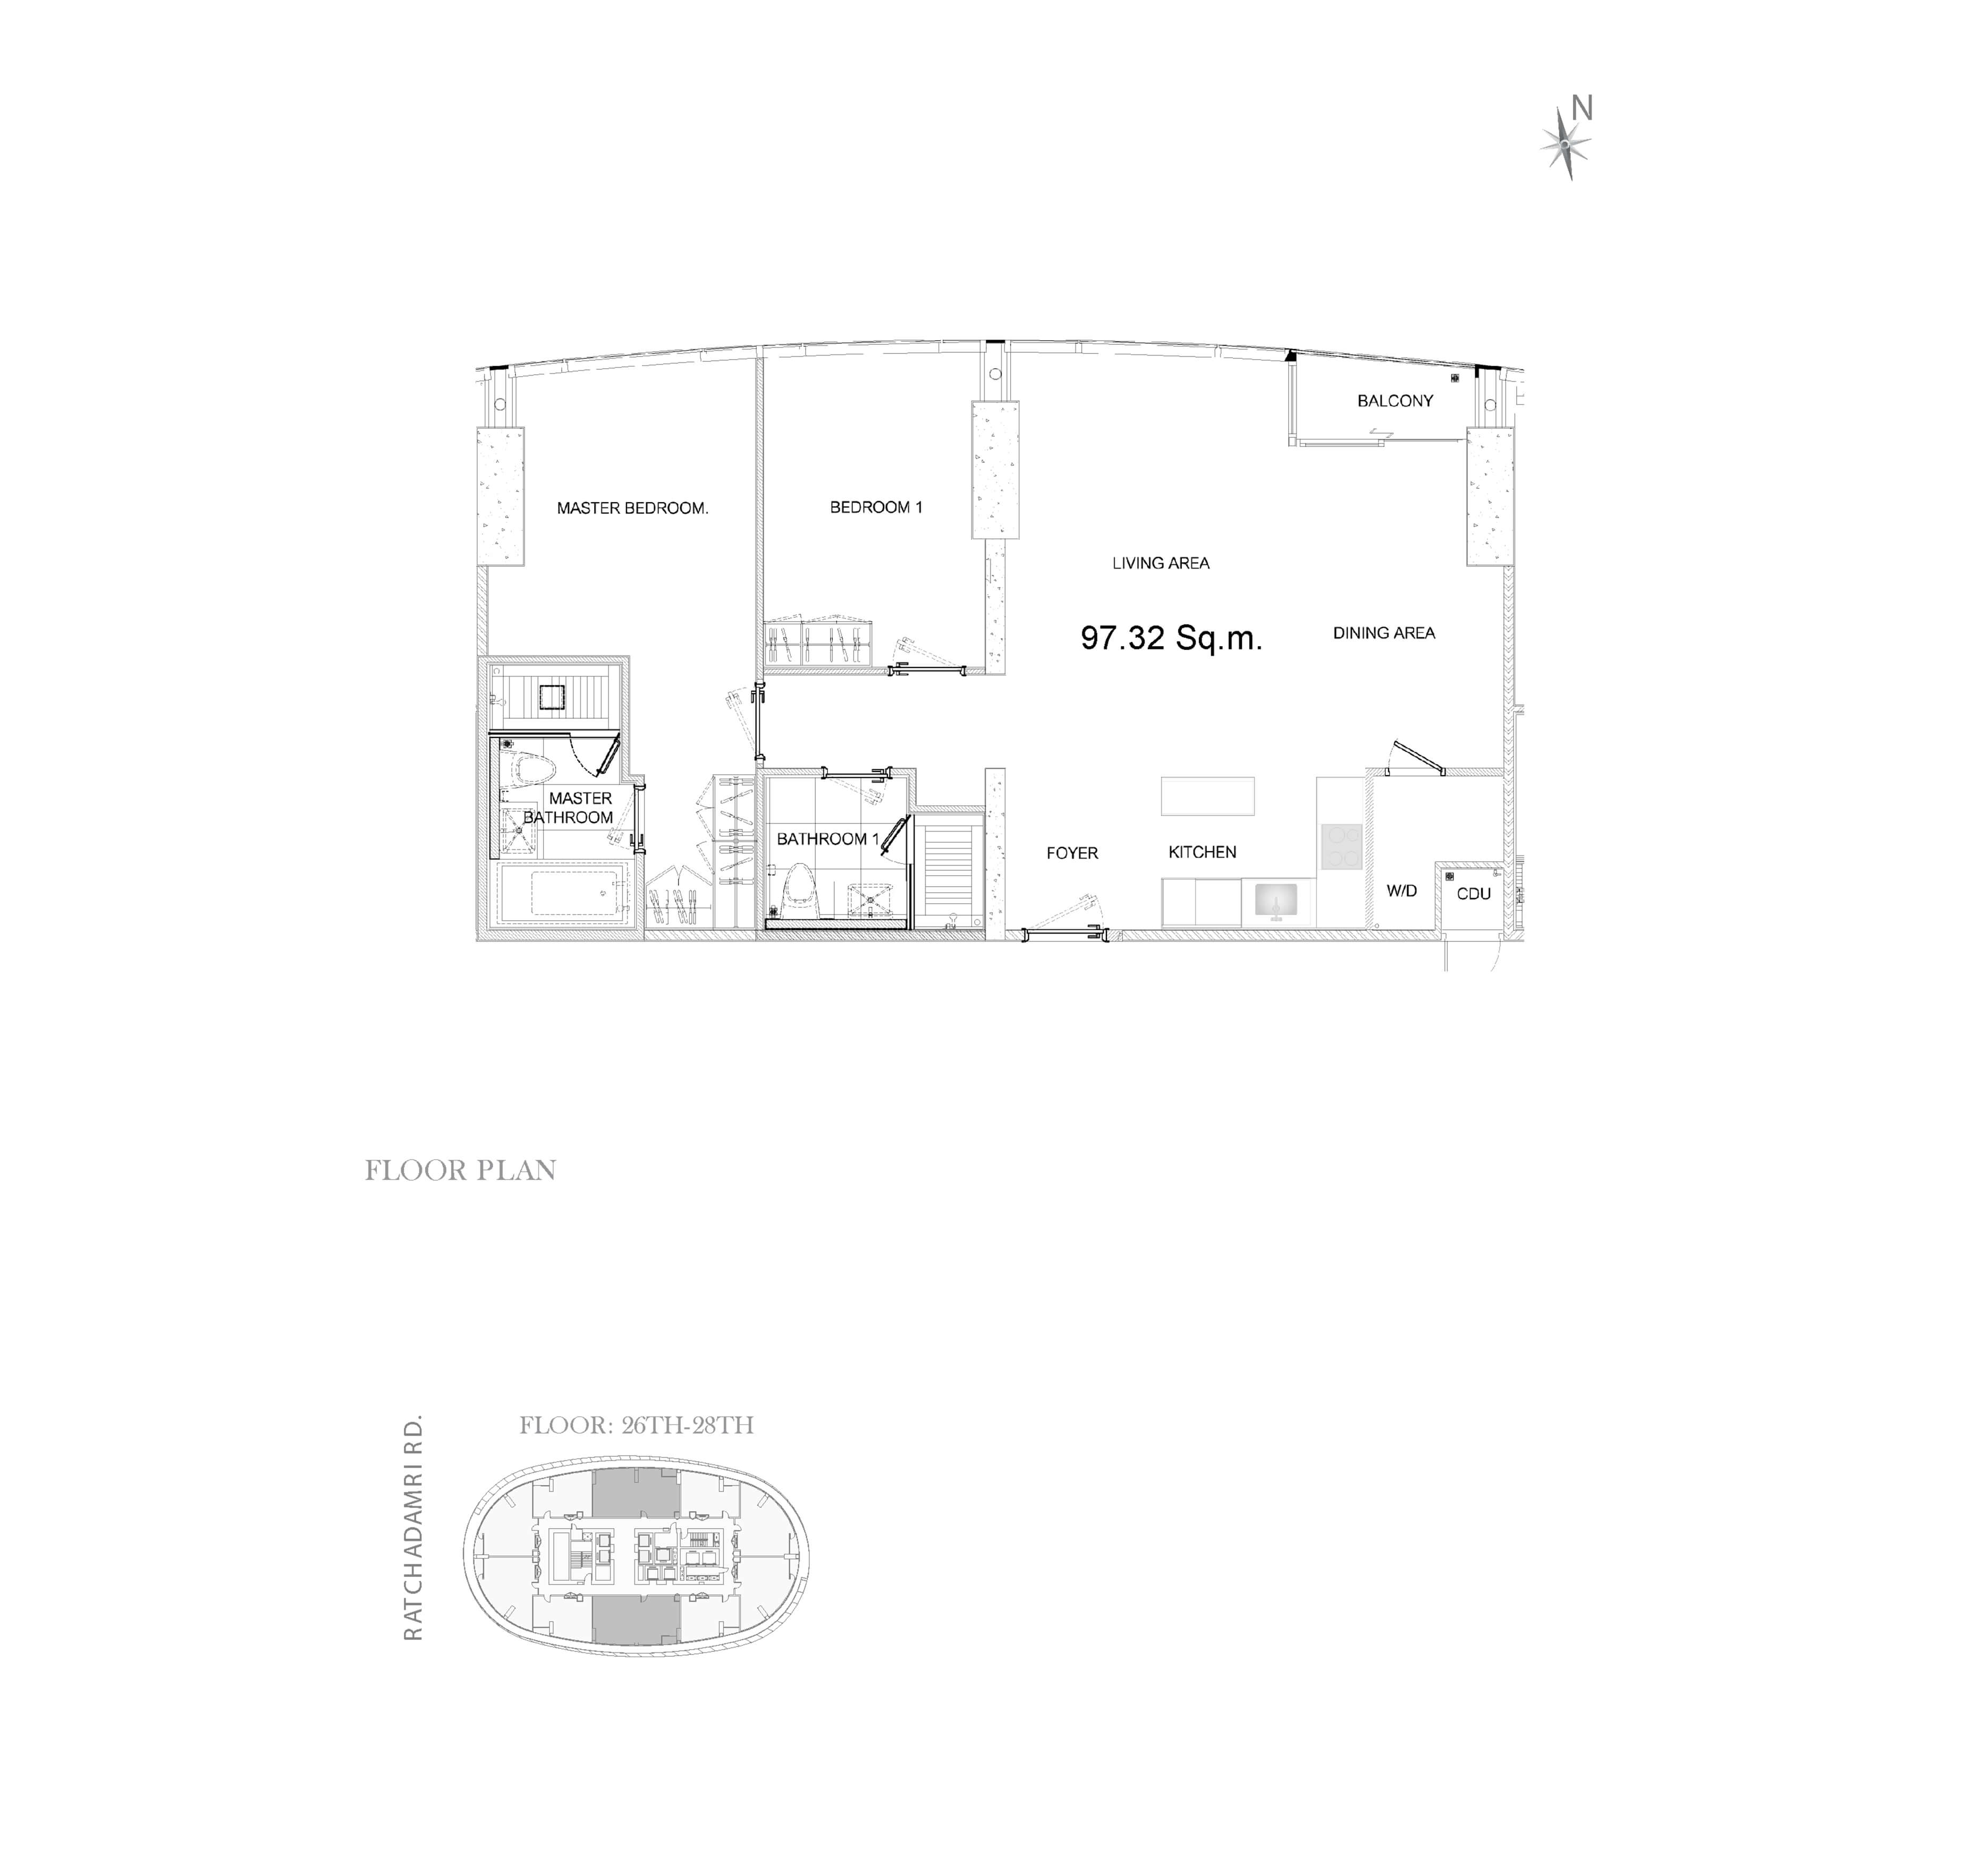 N
BALCONY
MASTER BEDROOM.
BEDROOM 1
LIVING AREA
97.32 Sq.m.
DINING AREA
MASTER
BATHROOM
BATHROOM 1
FOYER
KITCHEN
W/D
CDU
FLOOR PLAN
RATCHADAMRI RD.
FLOOR: 26TH-28TH